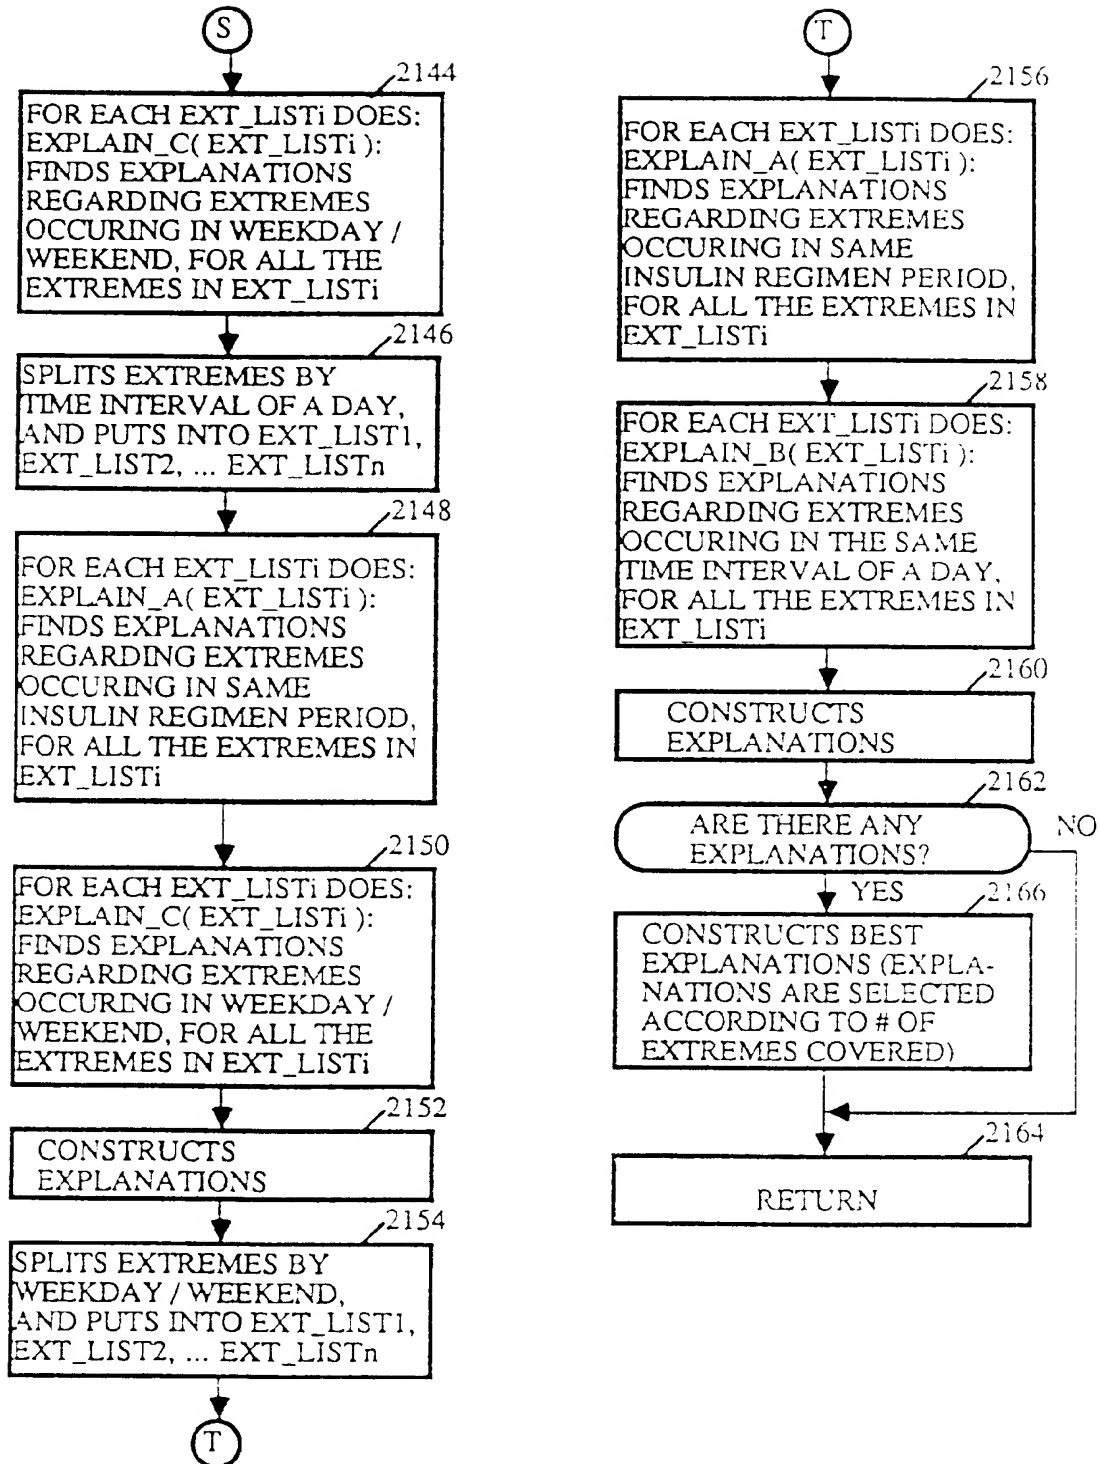 S
2144
FOR EACH EXT_LISTi DOES:
EXPLAIN_C( EXT_LISTi ):
FINDS EXPLANATIONS
REGARDING EXTREMES
OCCURING IN WEEKDAY /
WEEKEND, FOR ALL THE
EXTREMES IN EXT_LISTi
2146
SPLITS EXTREMES BY
TIME INTERVAL OF A DAY,
AND PUTS INTO EXT_LIST1,
EXT_LIST2, ... EXT_LISTn
2148
FOR EACH EXT_LISTi DOES:
EXPLAIN_A( EXT_LISTi ):
FINDS EXPLANATIONS
REGARDING EXTREMES
OCCURING IN SAME
INSULIN REGIMEN PERIOD,
FOR ALL THE EXTREMES IN
EXT_LISTi
2150
FOR EACH EXT_LISTi DOES:
EXPLAIN_C( EXT_LISTi ):
FINDS EXPLANATIONS
REGARDING EXTREMES
OCCURING IN WEEKDAY /
WEEKEND, FOR ALL THE
EXTREMES IN EXT_LISTi
2152
CONSTRUCTS
EXPLANATIONS
2154
SPLITS EXTREMES BY
WEEKDAY / WEEKEND,
AND PUTS INTO EXT_LIST1,
EXT_LIST2, ... EXT_LISTn
T
T
2156
FOR EACH EXT_LISTi DOES:
EXPLAIN_A( EXT_LISTi ):
FINDS EXPLANATIONS
REGARDING EXTREMES
OCCURING IN SAME
INSULIN REGIMEN PERIOD,
FOR ALL THE EXTREMES IN
EXT_LISTi
2158
FOR EACH EXT_LISTi DOES:
EXPLAIN_B( EXT_LISTi ):
FINDS EXPLANATIONS
REGARDING EXTREMES
OCCURING IN THE SAME
TIME INTERVAL OF A DAY,
FOR ALL THE EXTREMES IN
EXT_LISTi
2160
CONSTRUCTS
EXPLANATIONS
2162
ARE THERE ANY
EXPLANATIONS?
NO
YES
2166
CONSTRUCTS BEST
EXPLANATIONS (EXPLA-
NATIONS ARE SELECTED
ACCORDING TO # OF
EXTREMES COVERED)
2164
RETURN